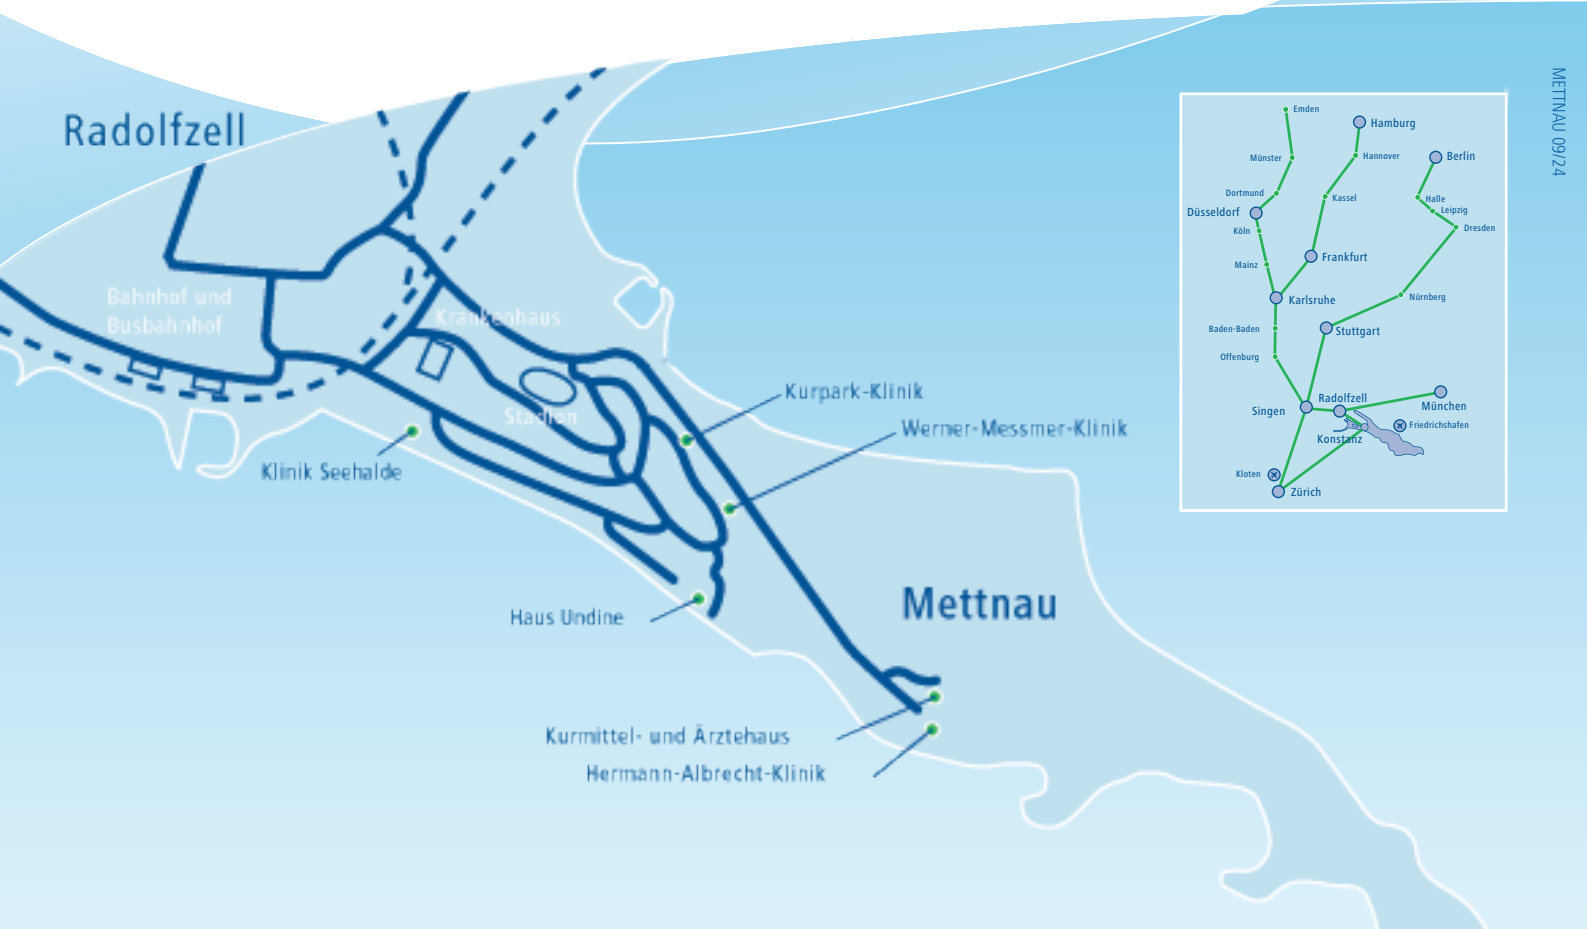 Radolfzell
Bahnhof und
Busbahnhof
Krankenhaus
Stadion
Klinik Seehalde
Kurpark-Klinik
Werner-Messmer-Klinik
Haus Undine
Mettnau
Kurmittel- und Ärztehaus
Hermann-Albrecht-Klinik
METTNAU 09/24
Emden
Hamburg
Münster
Hannover
Berlin
Dortmund
Kassel
Halle
Leipzig
Düsseldorf
Köln
Dresden
Mainz
Frankfurt
Karlsruhe
Nürnberg
Baden-Baden
Stuttgart
Offenburg
Singen
Radolfzell
München
Friedrichshafen
Konstanz
Kloten
Zürich